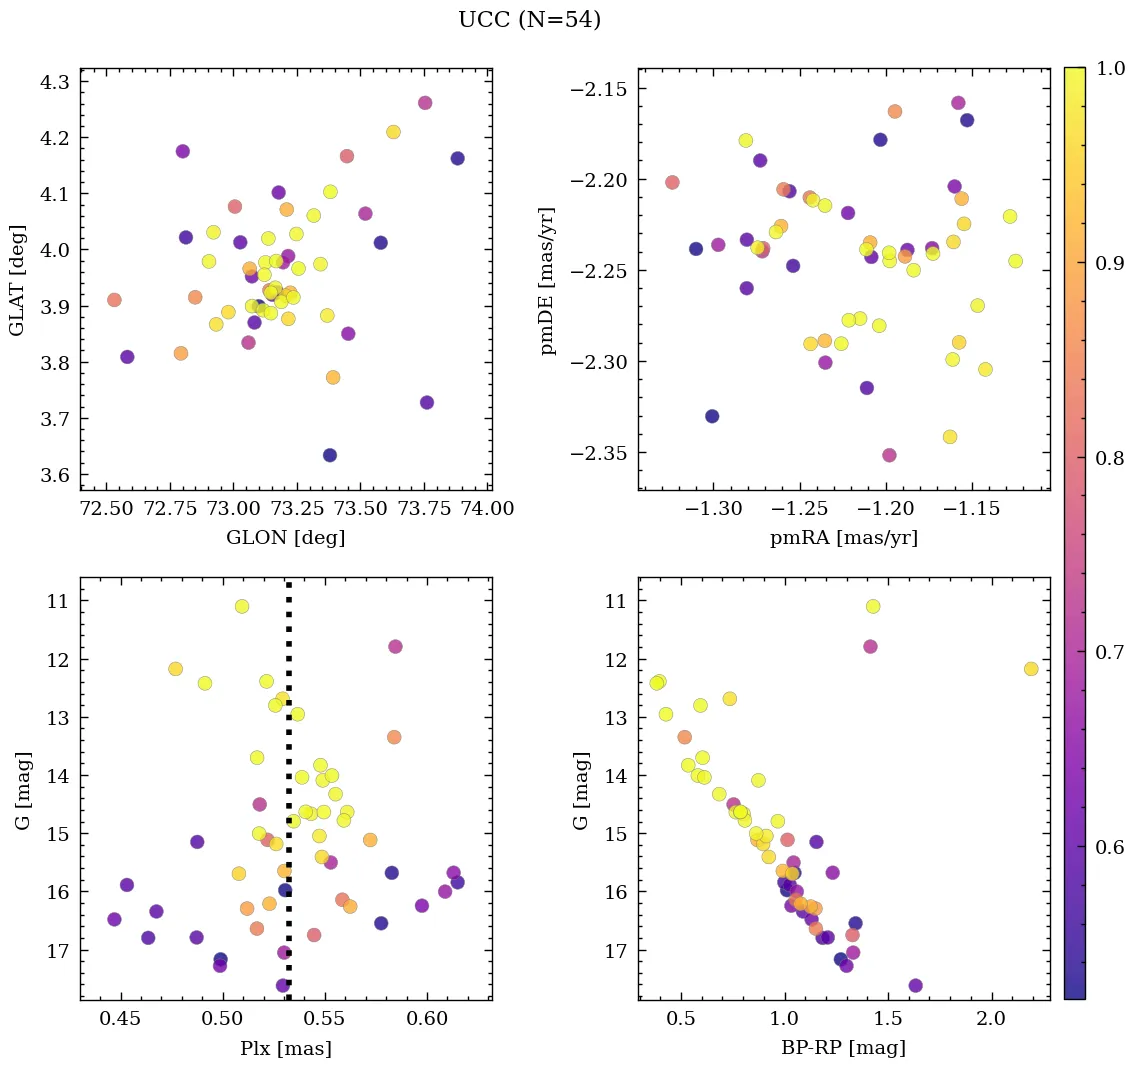 UCC (N=54)
4.3
4.2
4.1
4.0
3.9
3.8
3.7
3.6
GLAT [deg]
72.50 72.75 73.00 73.25 73.50 73.75 74.00
GLON [deg]
−2.15
−2.20
−2.25
−2.30
−2.35
pmDE [mas/yr]
−1.30 −1.25 −1.20 −1.15
pmRA [mas/yr]
11
12
13
14
15
16
17
G [mag]
0.45 0.50 0.55 0.60
Plx [mas]
11
12
13
14
15
16
17
G [mag]
0.5 1.0 1.5 2.0
BP-RP [mag]
1.0
0.9
0.8
0.7
0.6